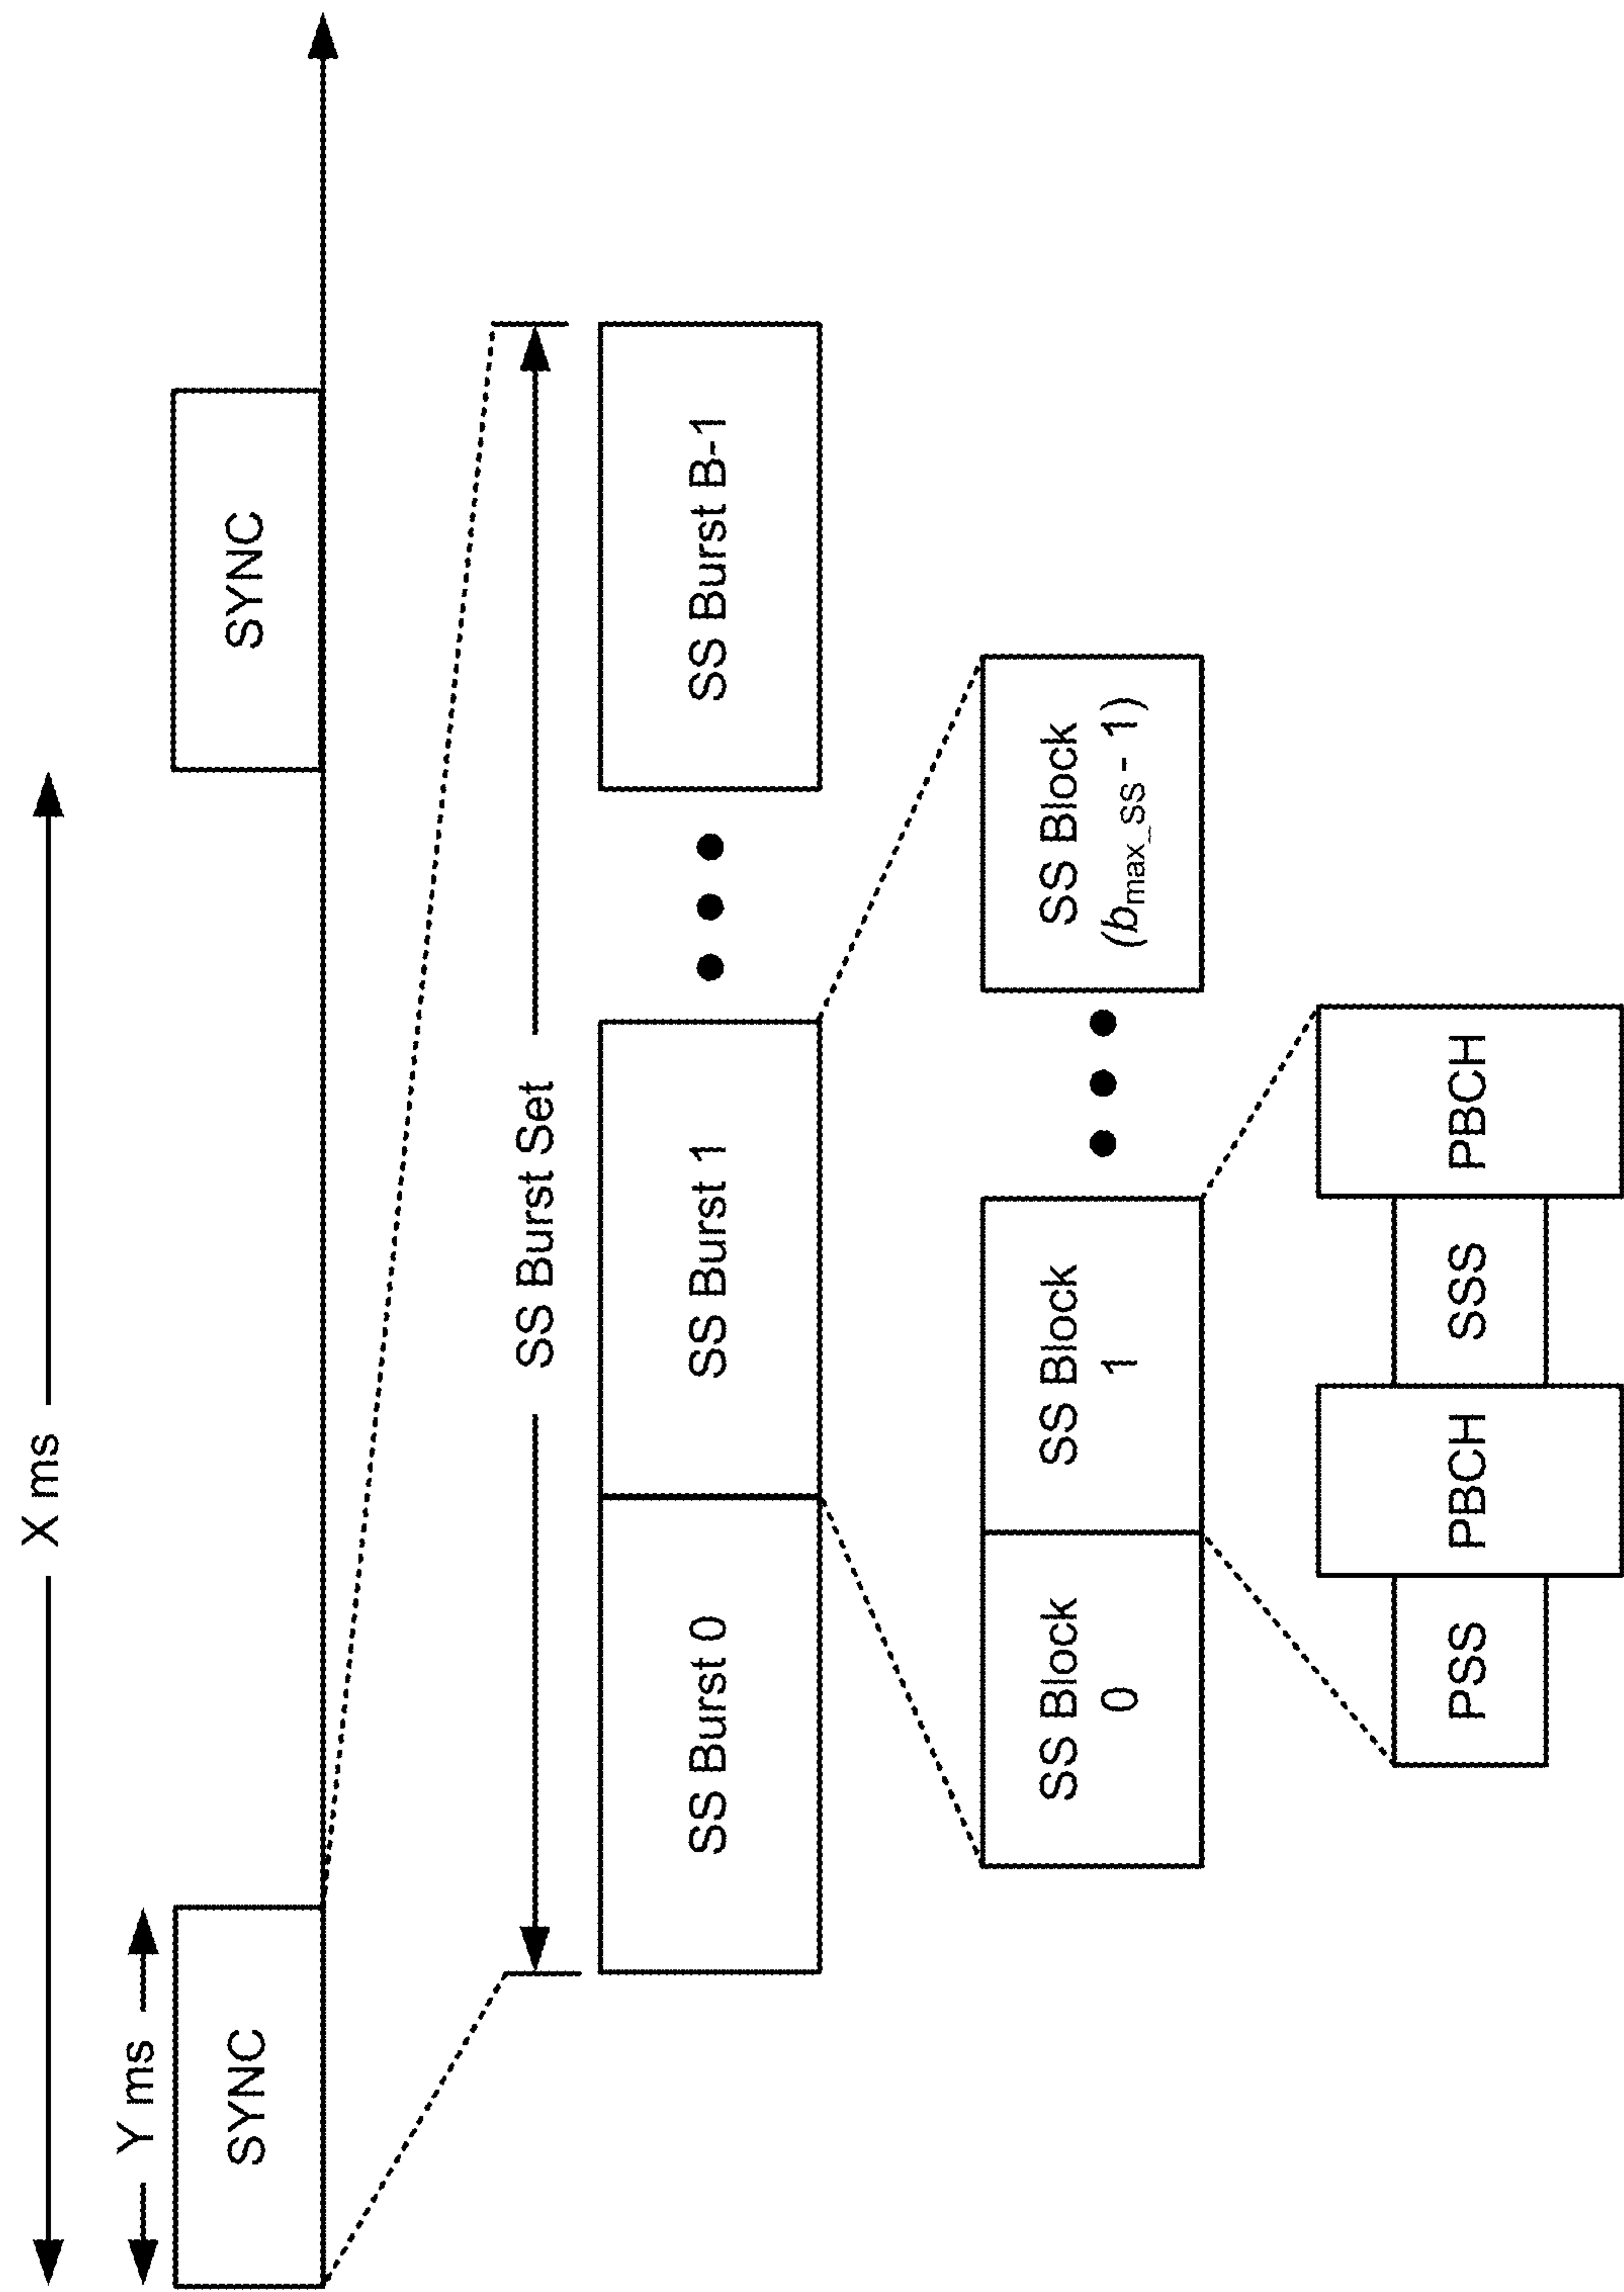 X ms
Y ms
SYNC
SYNC
SS Burst Set
SS Burst 0
SS Burst 1
SS Burst B-1
SS Block
0
SS Block
1
SS Block
(bmax_SS - 1)
PSS
PBCH
SSS
PBCH